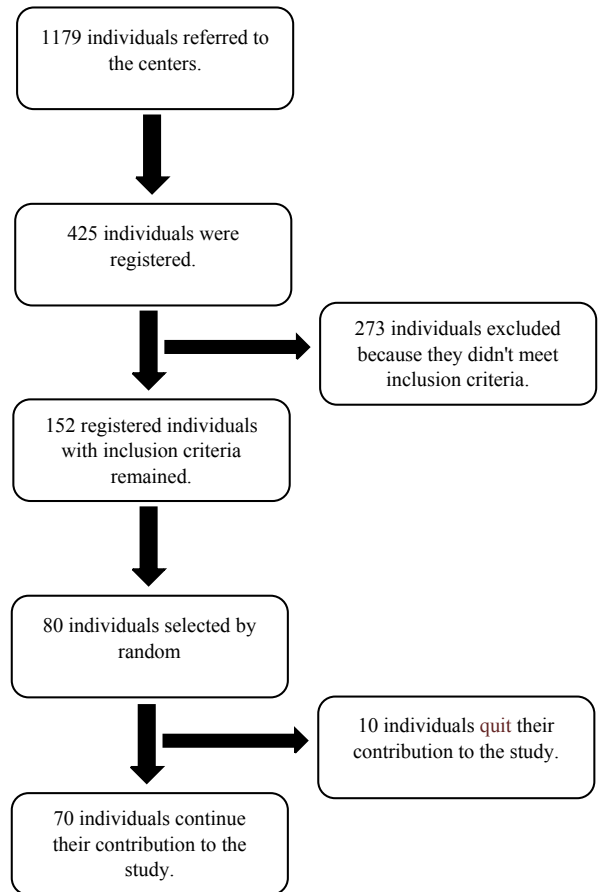 1179 individuals referred to
the centers.
425 individuals were
registered.
273 individuals excluded
because they didn't meet
inclusion criteria.
152 registered individuals
with inclusion criteria
remained.
80 individuals selected by
random
10 individuals quit their
contribution to the study.
70 individuals continue
their contribution to the
study.